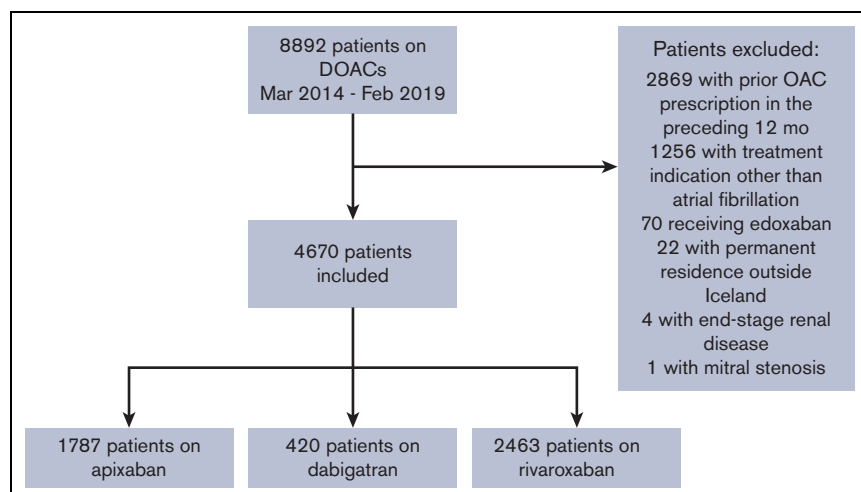 8892 patients on
DOACs
Mar 2014 - Feb 2019
Patients excluded:
2869 with prior OAC
prescription in the
preceding 12 mo
1256 with treatment
indication other than
atrial fibrillation
70 receiving edoxaban
22 with permanent
residence outside
Iceland
4 with end-stage renal
disease
1 with mitral stenosis
4670 patients
included
1787 patients on
apixaban
420 patients on
dabigatran
2463 patients on
rivaroxaban